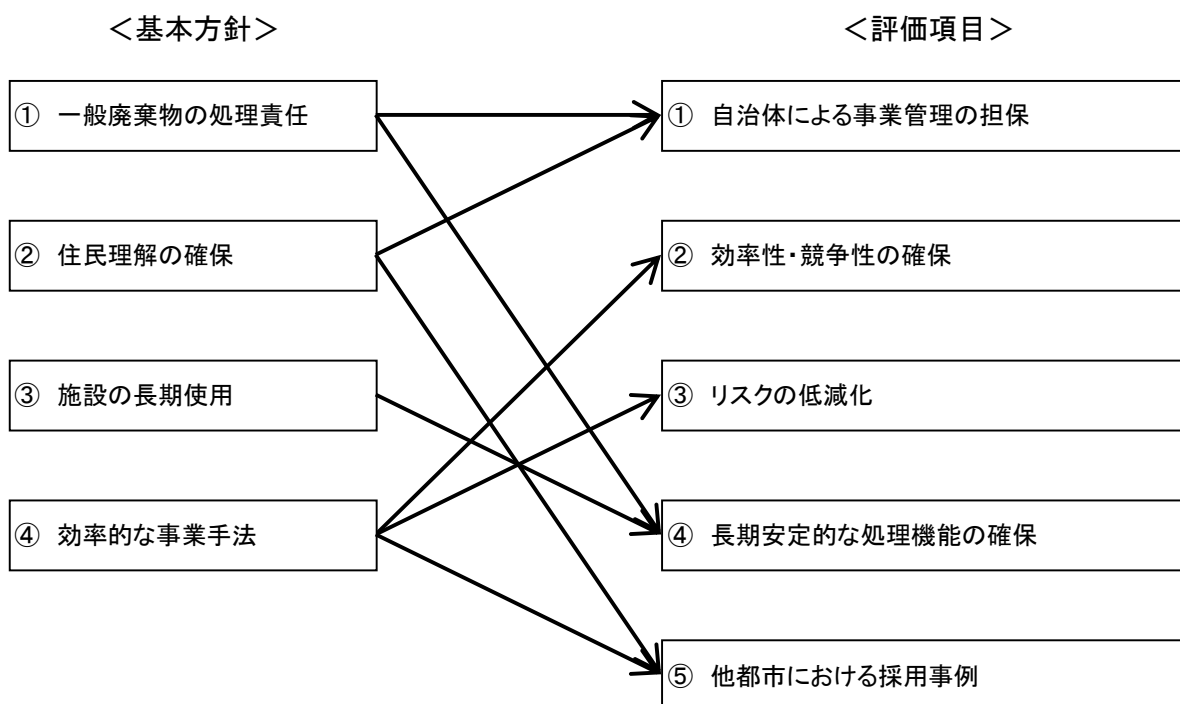 <基本方針>
① 一般廃棄物の処理責任
② 住民理解の確保
③ 施設の長期使用
④ 効率的な事業手法
<評価項目>
① 自治体による事業管理の担保
② 効率性・競争性の確保
③ リスクの低減化
④ 長期安定的な処理機能の確保
⑤ 他都市における採用事例